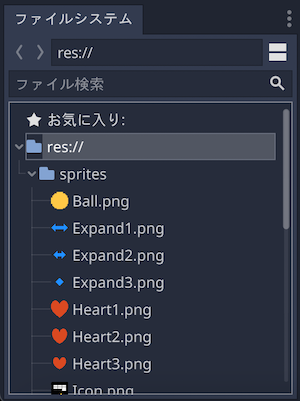 ファイルシステム
res://
ファイル検索
お気に入り:
res://
sprites
Ball.png
Expand1.png
Expand2.png
Expand3.png
Heart1.png
Heart2.png
Heart3.png
Icon.png